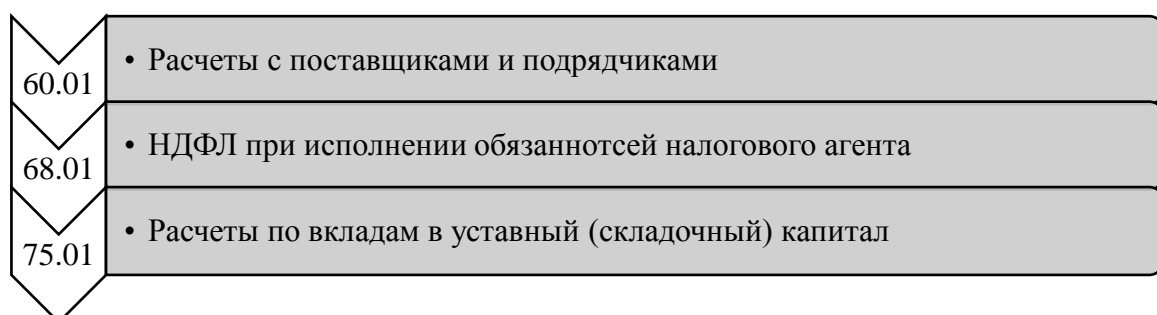 60.01
• Расчеты с поставщиками и подрядчиками
68.01
• НДФЛ при исполнении обязаннотсей налогового агента
75.01
• Расчеты по вкладам в уставный (складочный) капитал